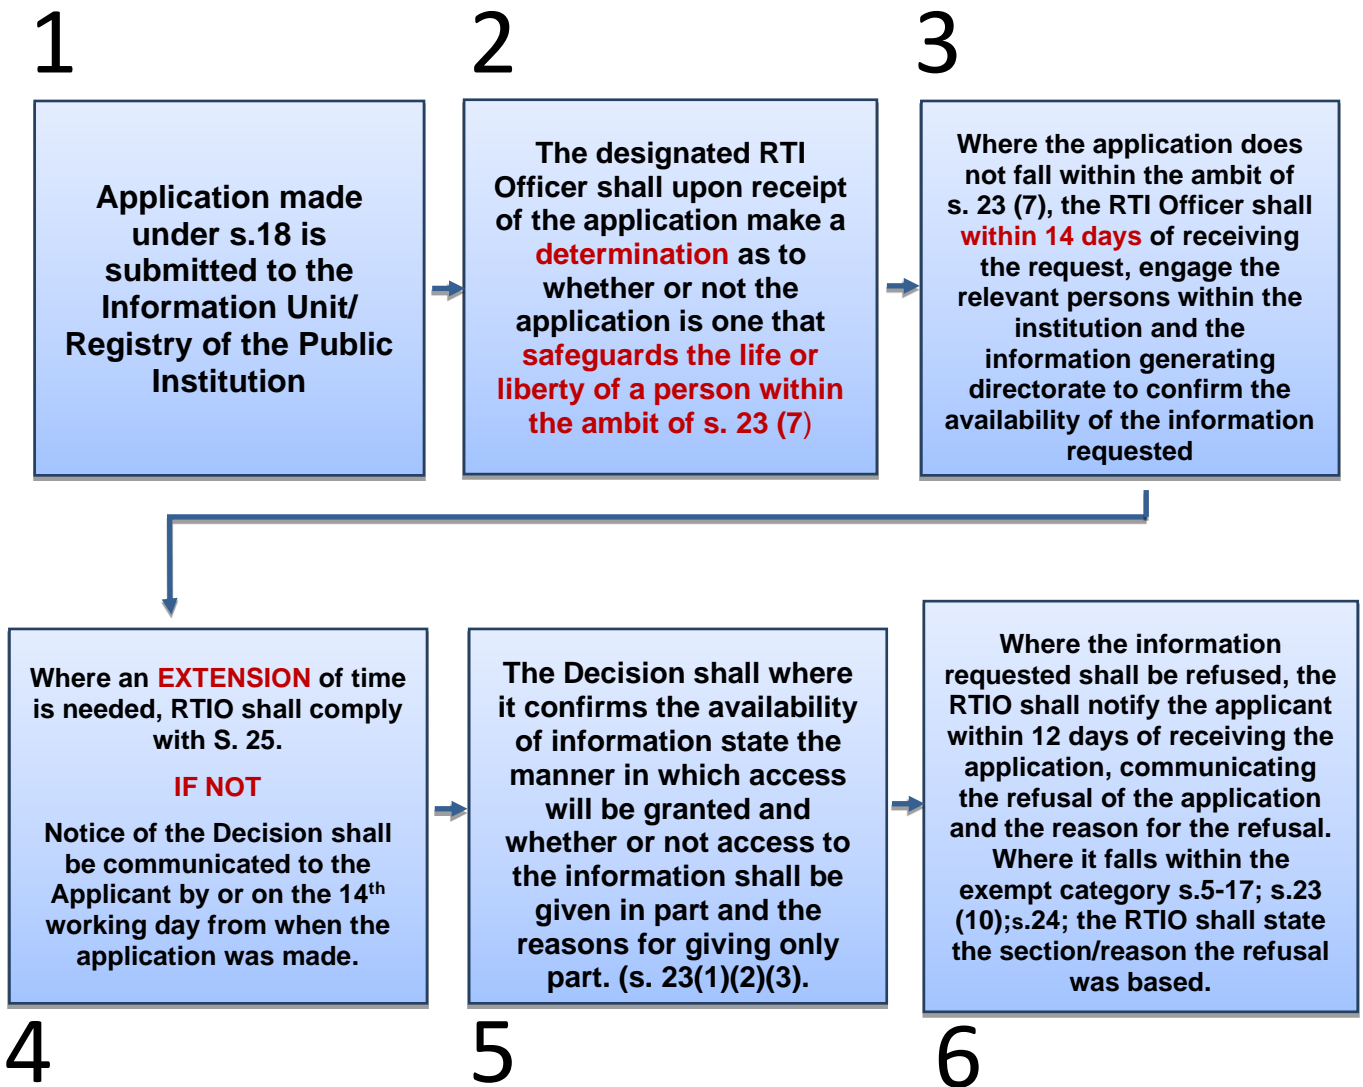 1
Application made
under s.18 is
submitted to the
Information Unit/
Registry of the Public
Institution
2
The designated RTI
Officer shall upon receipt
of the application make a
determination as to
whether or not the
application is one that
safeguards the life or
liberty of a person within
the ambit of s. 23 (7)
3
Where the application does
not fall within the ambit of
s. 23 (7), the RTI Officer shall
within 14 days of receiving
the request, engage the
relevant persons within the
institution and the
information generating
directorate to confirm the
availability of the information
requested
Where an EXTENSION of time
is needed, RTIO shall comply
with S. 25.
IF NOT
Notice of the Decision shall
be communicated to the
Applicant by or on the 14th
working day from when the
application was made.
4
The Decision shall where
it confirms the availability
of information state the
manner in which access
will be granted and
whether or not access to
the information shall be
given in part and the
reasons for giving only
part. (s. 23(1)(2)(3).
5
Where the information
requested shall be refused, the
RTIO shall notify the applicant
within 12 days of receiving the
application, communicating
the refusal of the application
and the reason for the refusal.
Where it falls within the
exempt category s.5-17; s.23
(10);s.24; the RTIO shall state
the section/reason the refusal
was based.
6